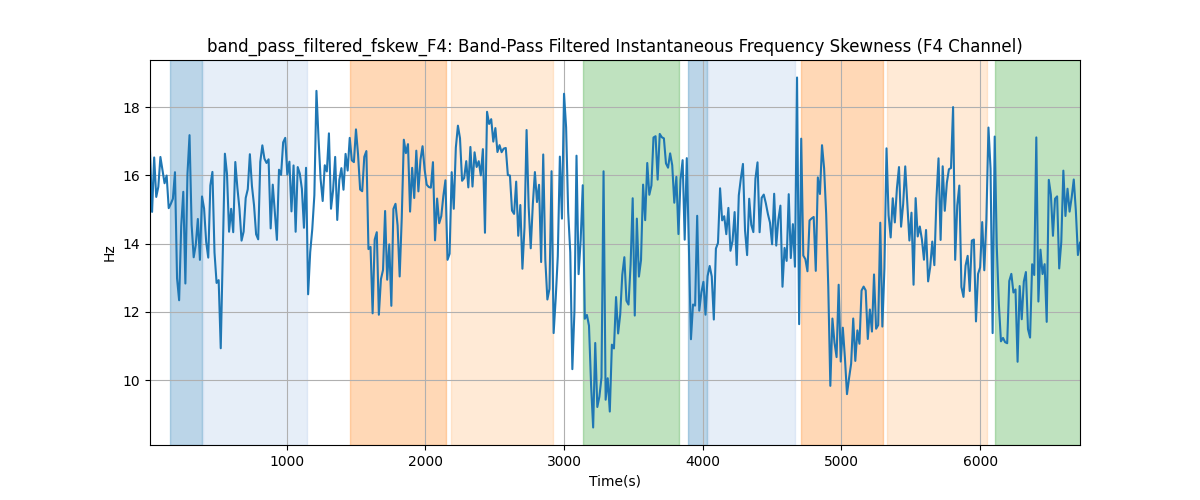 band_pass_filtered_fskew_F4: Band-Pass Filtered Instantaneous Frequency Skewness (F4 Channel)
18
16
14
12
10
Hz
1000 2000 3000 4000 5000 6000
Time(s)